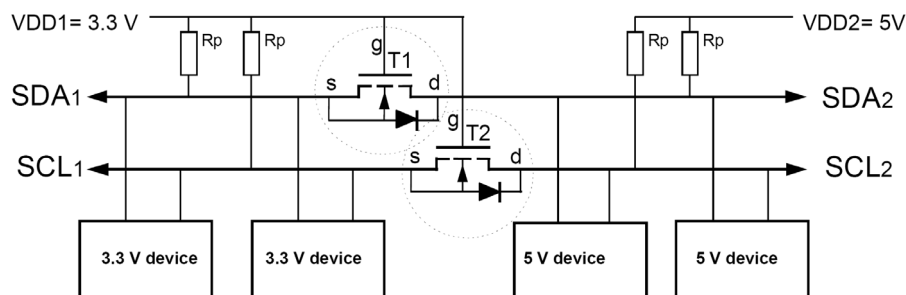 VDD1= 3.3 V
VDD2= 5V
Rp
Rp
Rp
Rp
g
T1
s
d
SDA1
SDA2
g
T2
s
d
SCL1
SCL2
3.3 V device
3.3 V device
5 V device
5 V device